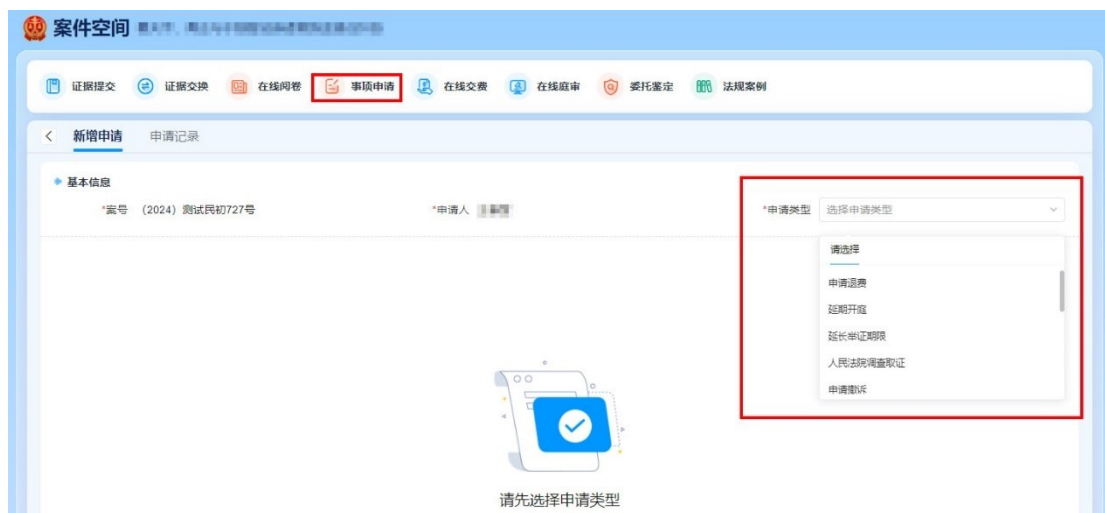 案件空间
证据提交 证据交换 在线阅卷 事项申请 在线交费 在线庭审 委托鉴定 法规案例
新增申请 申请记录
基本信息
*案号 (2024) 测试民初727号 *申请人 *申请类型 选择申请类型
请选择
申请退费
延期开庭
延长举证期限
人民法院调查取证
申请撤诉
请先选择申请类型